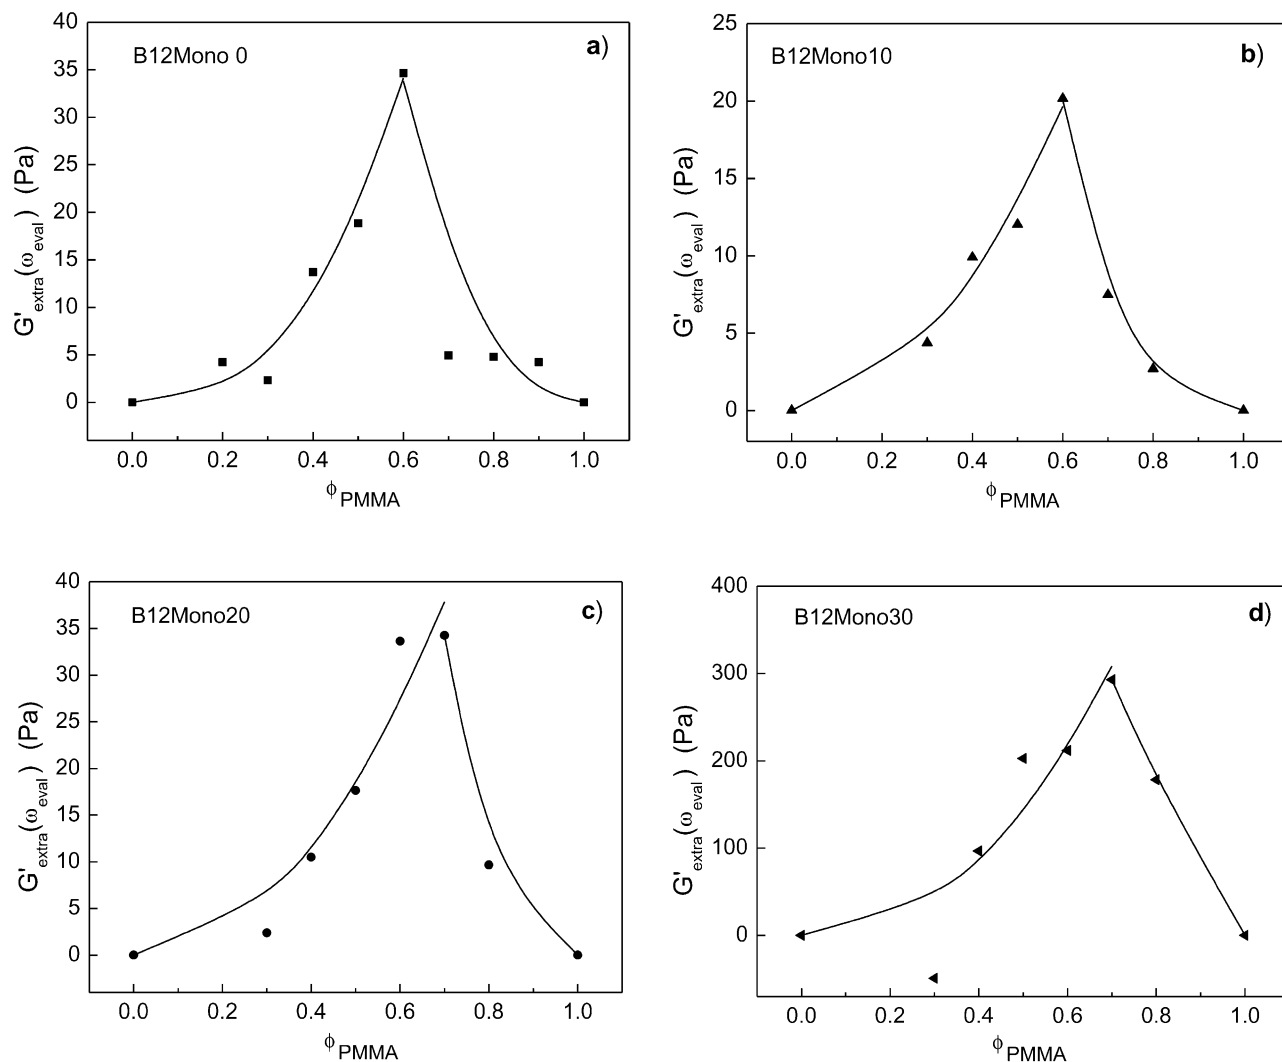 B12Mono 0
a)
40
35
30
25
20
15
10
5
0
G'extra(ωeval) (Pa)
0.0 0.2 0.4 0.6 0.8 1.0
ϕPMMA
B12Mono10
b)
25
20
15
10
5
0
G'extra(ωeval) (Pa)
0.0 0.2 0.4 0.6 0.8 1.0
ϕPMMA
B12Mono20
c)
40
35
30
25
20
15
10
5
0
G'extra(ωeval) (Pa)
0.0 0.2 0.4 0.6 0.8 1.0
ϕPMMA
B12Mono30
d)
400
300
200
100
0
G'extra(ωeval) (Pa)
0.0 0.2 0.4 0.6 0.8 1.0
ϕPMMA